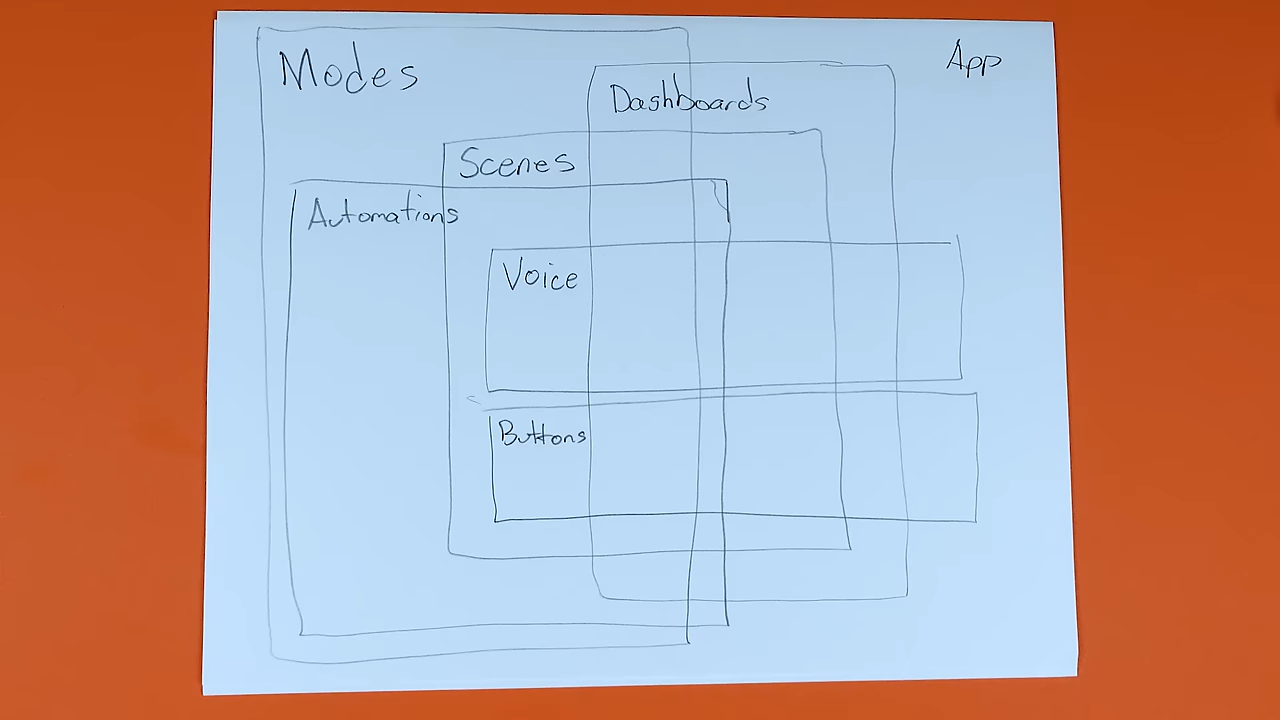 Modes
App
Dashboards
Scenes
Automations
Voice
Buttons